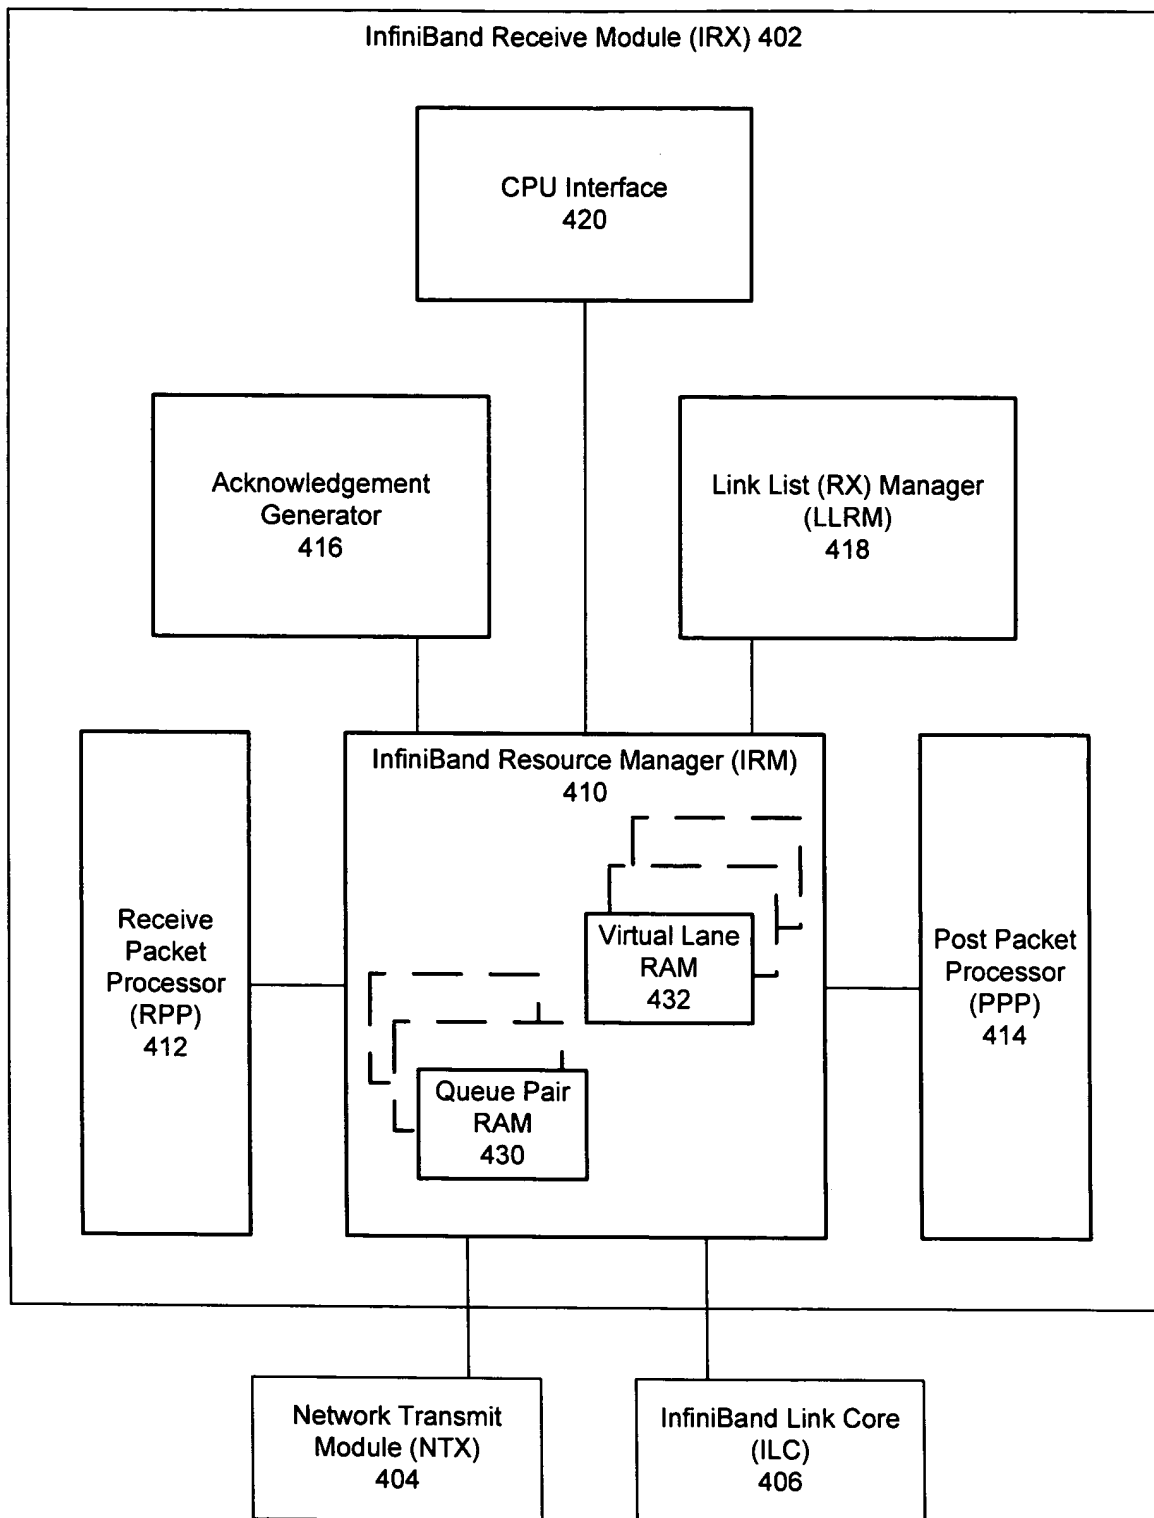 InfiniBand Receive Module (IRX) 402
CPU Interface
420
Acknowledgement
Generator
416
Link List (RX) Manager
(LLRM)
418
InfiniBand Resource Manager (IRM)
410
Receive
Packet
Processor
(RPP)
412
Virtual Lane
RAM
432
Queue Pair
RAM
430
Post Packet
Processor
(PPP)
414
Network Transmit
Module (NTX)
404
InfiniBand Link Core
(ILC)
406